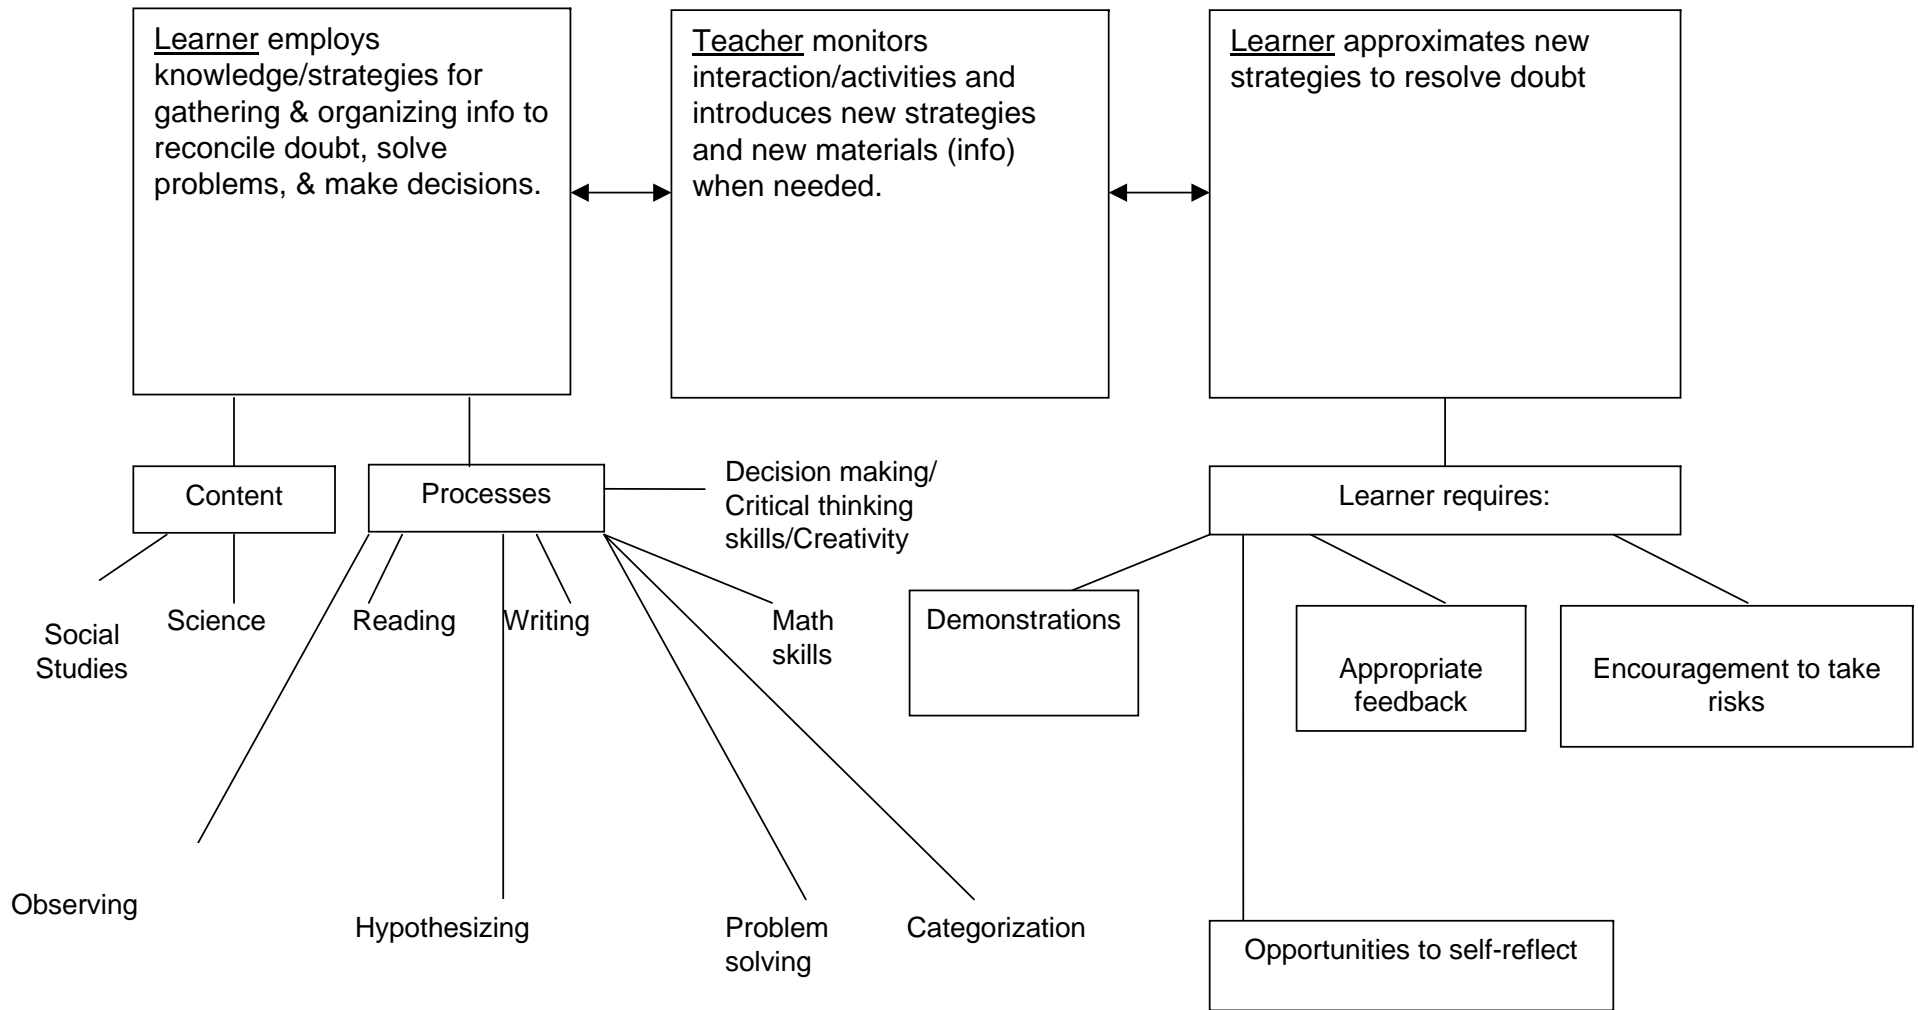 Learner employs
knowledge/strategies for
gathering & organizing info to
reconcile doubt, solve
problems, & make decisions.
Teacher monitors
interaction/activities and
introduces new strategies
and new materials (info)
when needed.
Learner approximates new
strategies to resolve doubt
Content
Processes
Decision making/
Critical thinking
skills/Creativity
Learner requires:
Social
Studies
Science
Reading
Writing
Math
skills
Demonstrations
Appropriate
feedback
Encouragement to take
risks
Observing
Hypothesizing
Problem
solving
Categorization
Opportunities to self-reflect